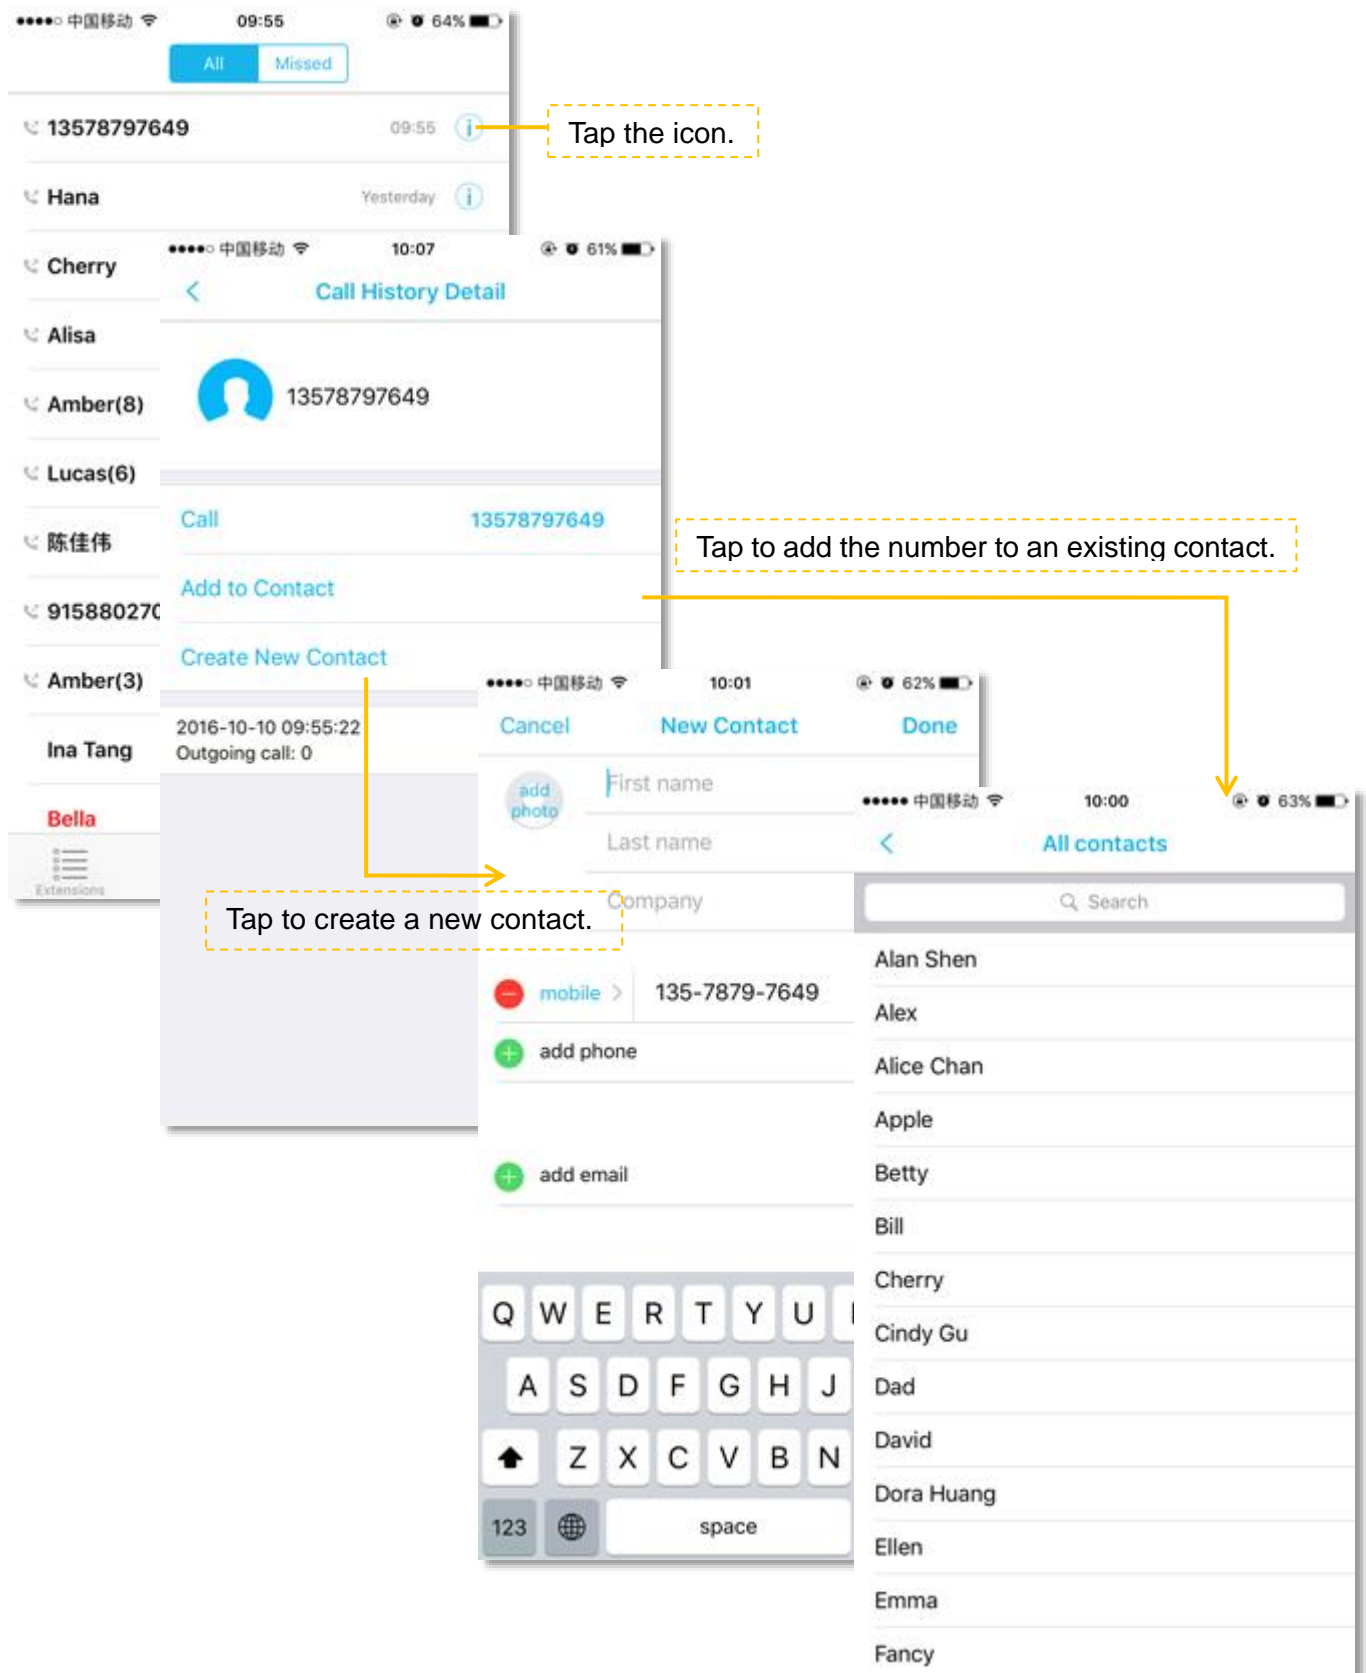 中国移动 09:55 64%
All Missed
13578797649 09:55
Tap the icon.
Hana Yesterday
Cherry
Alisa
Amber(8)
Lucas(6)
陈佳伟
915880270
Amber(3)
Ina Tang
Bella
Extensions
中国移动 10:07 61%
Call History Detail
13578797649
Call 13578797649
Add to Contact
Create New Contact
2016-10-10 09:55:22
Outgoing call: 0
Tap to add the number to an existing contact.
Tap to create a new contact.
中国移动 10:01 62%
Cancel New Contact Done
add
photo
First name
Last name
Company
mobile 135-7879-7649
add phone
add email
Q W E R T Y U I
A S D F G H J
Z X C V B N
123 space
中国移动 10:00 63%
All contacts
Search
Alan Shen
Alex
Alice Chan
Apple
Betty
Bill
Cherry
Cindy Gu
Dad
David
Dora Huang
Ellen
Emma
Fancy